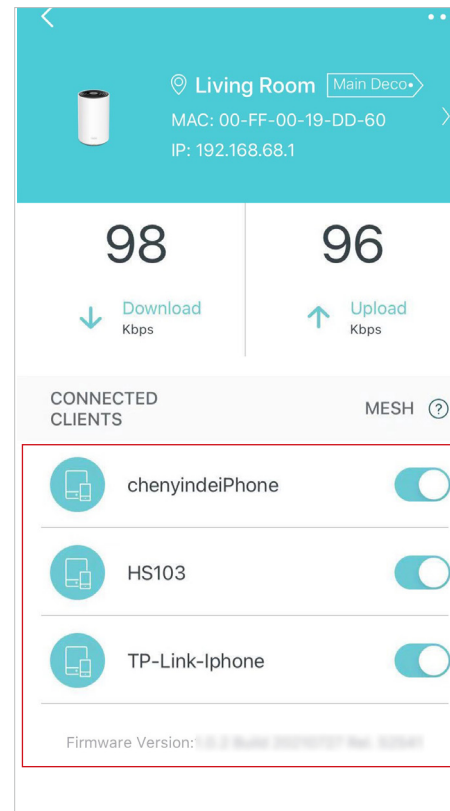 Living Room Main Deco
MAC: 00-FF-00-19-DD-60
IP: 192.168.68.1
98 96
Download Upload
Kbps Kbps
CONNECTED
CLIENTS
MESH ?
chenyindeiPhone
HS103
TP-Link-Iphone
Firmware Version: